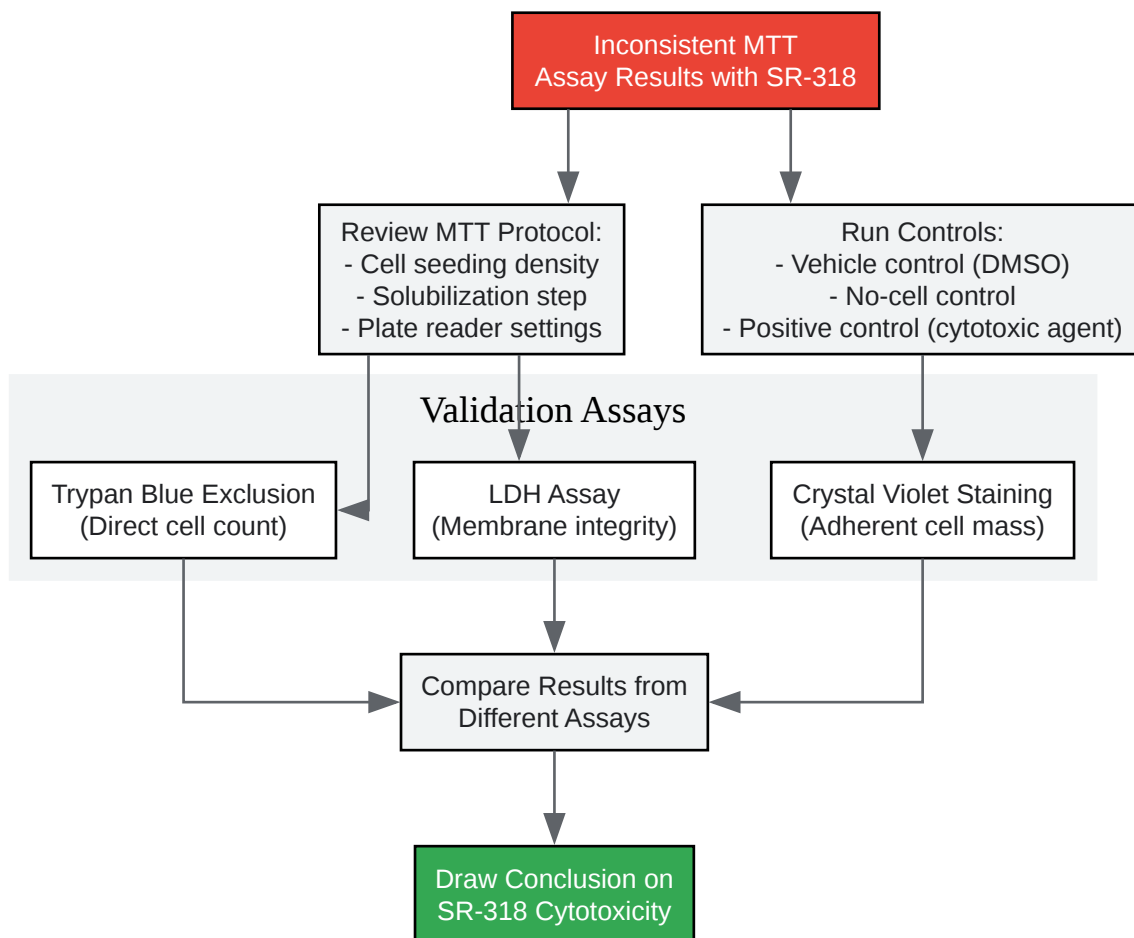 Inconsistent MTT
Assay Results with SR-318
Review MTT Protocol:
- Cell seeding density
- Solubilization step
- Plate reader settings
Run Controls:
- Vehicle control (DMSO)
- No-cell control
- Positive control (cytotoxic agent)
Validation Assays
Trypan Blue Exclusion
(Direct cell count)
LDH Assay
(Membrane integrity)
Crystal Violet Staining
(Adherent cell mass)
Compare Results from
Different Assays
Draw Conclusion on
SR-318 Cytotoxicity